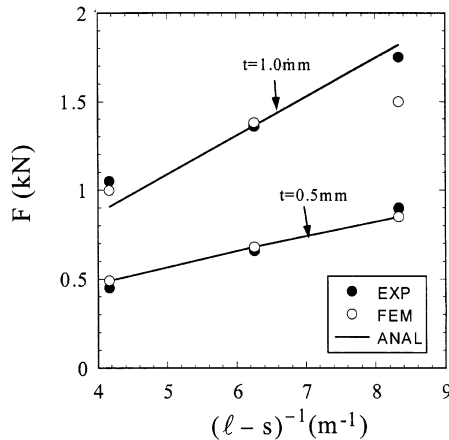 2
1.5
1
0.5
0
F (kN)
t=1.0mm
t=0.5mm
EXP
FEM
ANAL
4 5 6 7 8 9
(ℓ – s)⁻¹(m⁻¹)